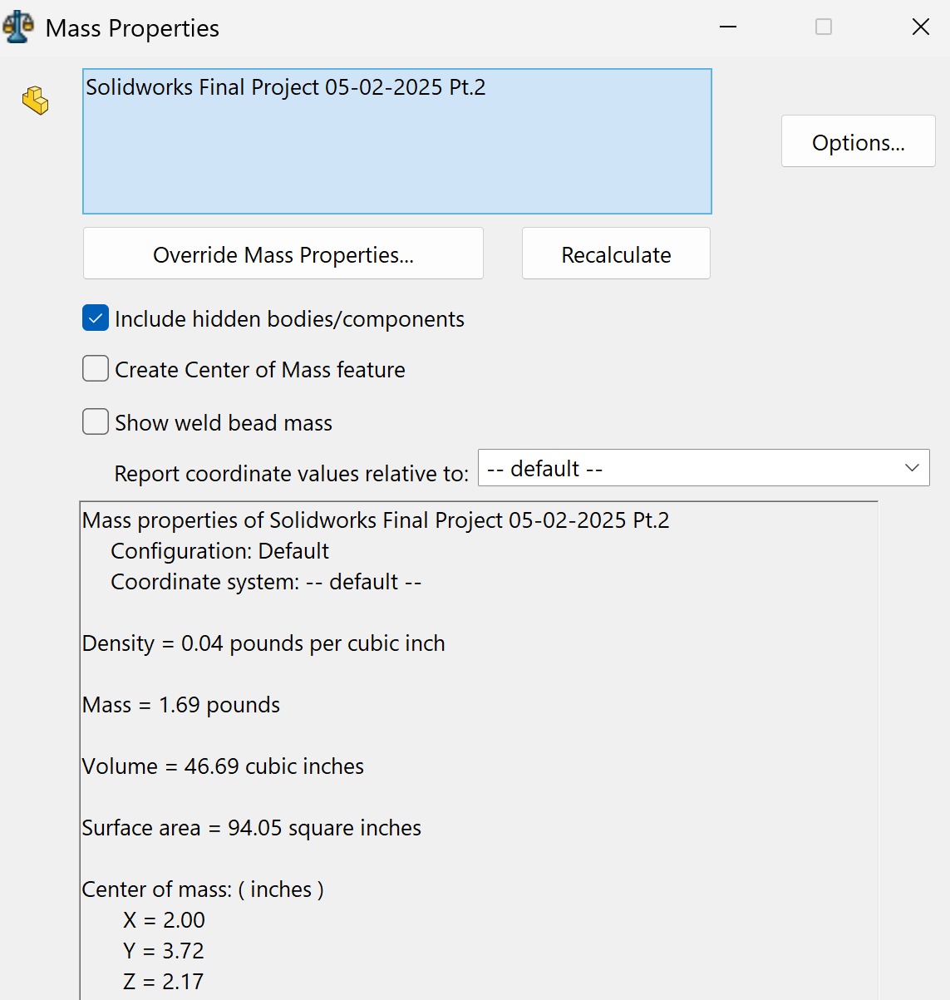 Mass Properties
Solidworks Final Project 05-02-2025 Pt.2
Options...
Override Mass Properties...
Recalculate
Include hidden bodies/components
Create Center of Mass feature
Show weld bead mass
Report coordinate values relative to:
-- default --
Mass properties of Solidworks Final Project 05-02-2025 Pt.2
Configuration: Default
Coordinate system: -- default --
Density = 0.04 pounds per cubic inch
Mass = 1.69 pounds
Volume = 46.69 cubic inches
Surface area = 94.05 square inches
Center of mass: ( inches )
X = 2.00
Y = 3.72
Z = 2.17